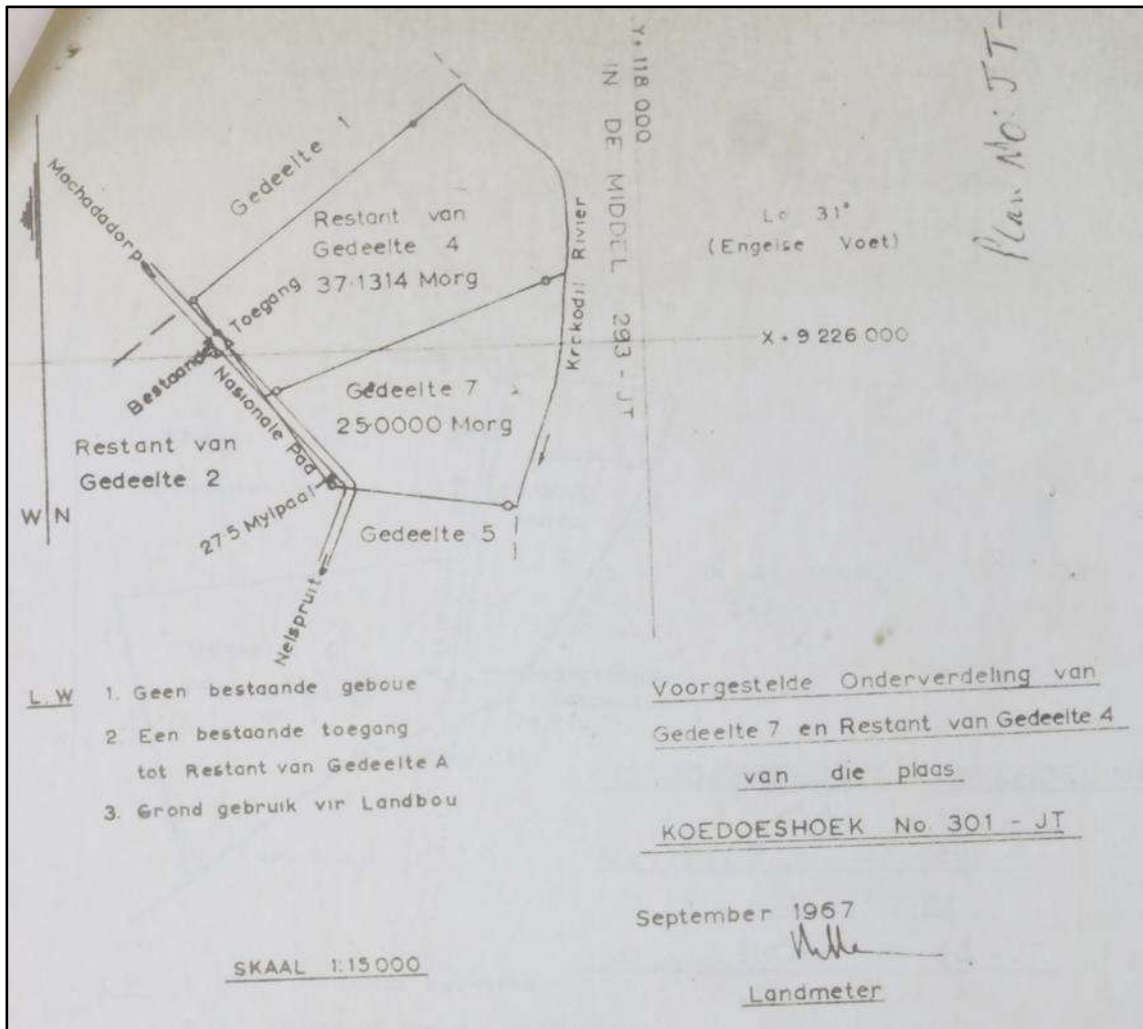 Plan No: JT-
Y+118 000
IN DE MIDDEL 293 - JT
Lo 31°
(Engelse Voet)
X + 9 226 000
Machadadorp
Gedeelte 1
Restant van
Gedeelte 4
37·1314 Morg
Toegang
Bestaande
Nasionale Pad
Krokodil Rivier
Gedeelte 7
25·0000 Morg
Restant van
Gedeelte 2
W N
27·5 Mylpaal
Gedeelte 5
Nelspruit
L.W 1. Geen bestaande geboue
2 Een bestaande toegang
tot Restant van Gedeelte A
3. Grond gebruik vir Landbou
SKAAL 1:15000
Voorgestelde Onderverdeling van
Gedeelte 7 en Restant van Gedeelte 4
van die plaas
KOEDOESHOEK No. 301 - JT
September 1967
Landmeter